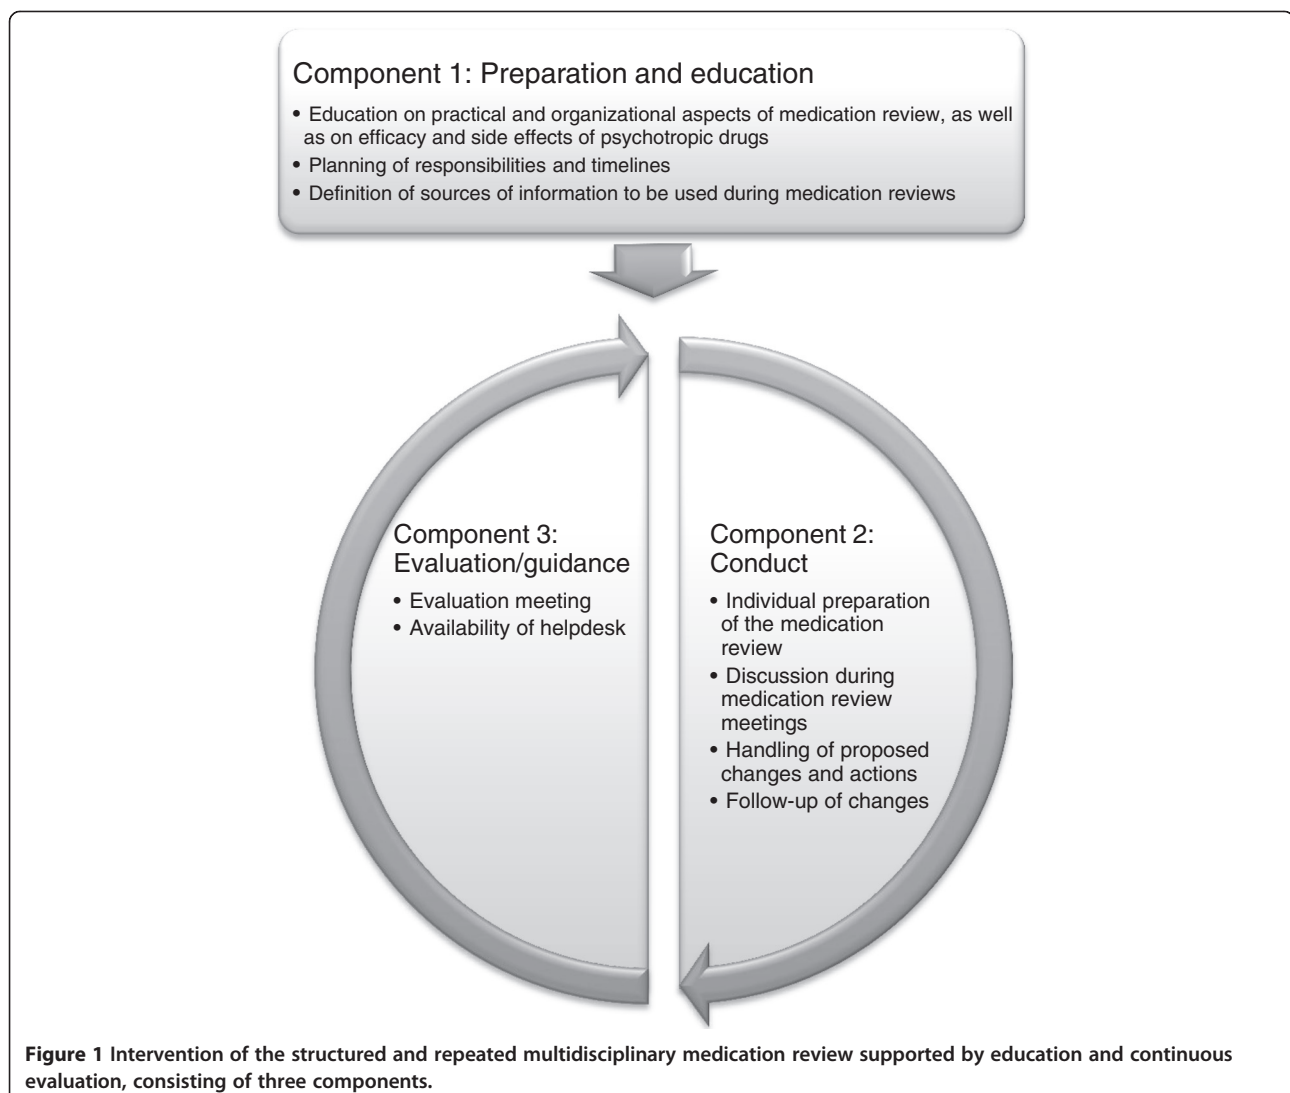 Component 1: Preparation and education
• Education on practical and organizational aspects of medication review, as well
as on efficacy and side effects of psychotropic drugs
• Planning of responsibilities and timelines
• Definition of sources of information to be used during medication reviews
Component 3:
Evaluation/guidance
• Evaluation meeting
• Availability of helpdesk
Component 2:
Conduct
• Individual preparation
of the medication
review
• Discussion during
medication review
meetings
• Handling of proposed
changes and actions
• Follow-up of changes
Figure 1 Intervention of the structured and repeated multidisciplinary medication review supported by education and continuous
evaluation, consisting of three components.